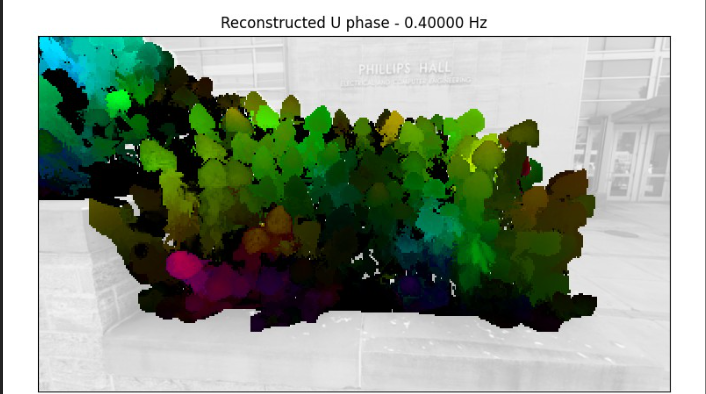 Reconstructed U phase - 0.40000 Hz
PHILLIPS HALL